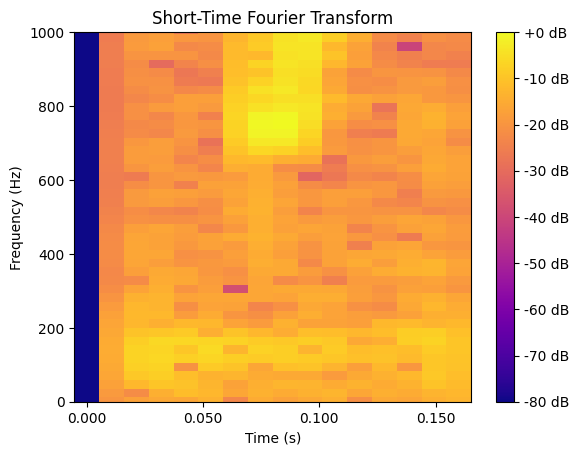 Short-Time Fourier Transform
1000
800
600
400
200
0
Frequency (Hz)
0.000
0.050
0.100
0.150
Time (s)
+0 dB
-10 dB
-20 dB
-30 dB
-40 dB
-50 dB
-60 dB
-70 dB
-80 dB